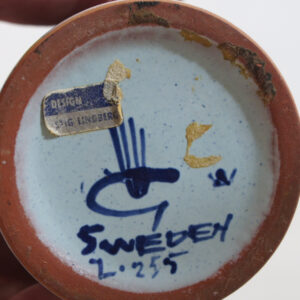 DESIGN
STIG LINDBERG
SWEDEN
L-255